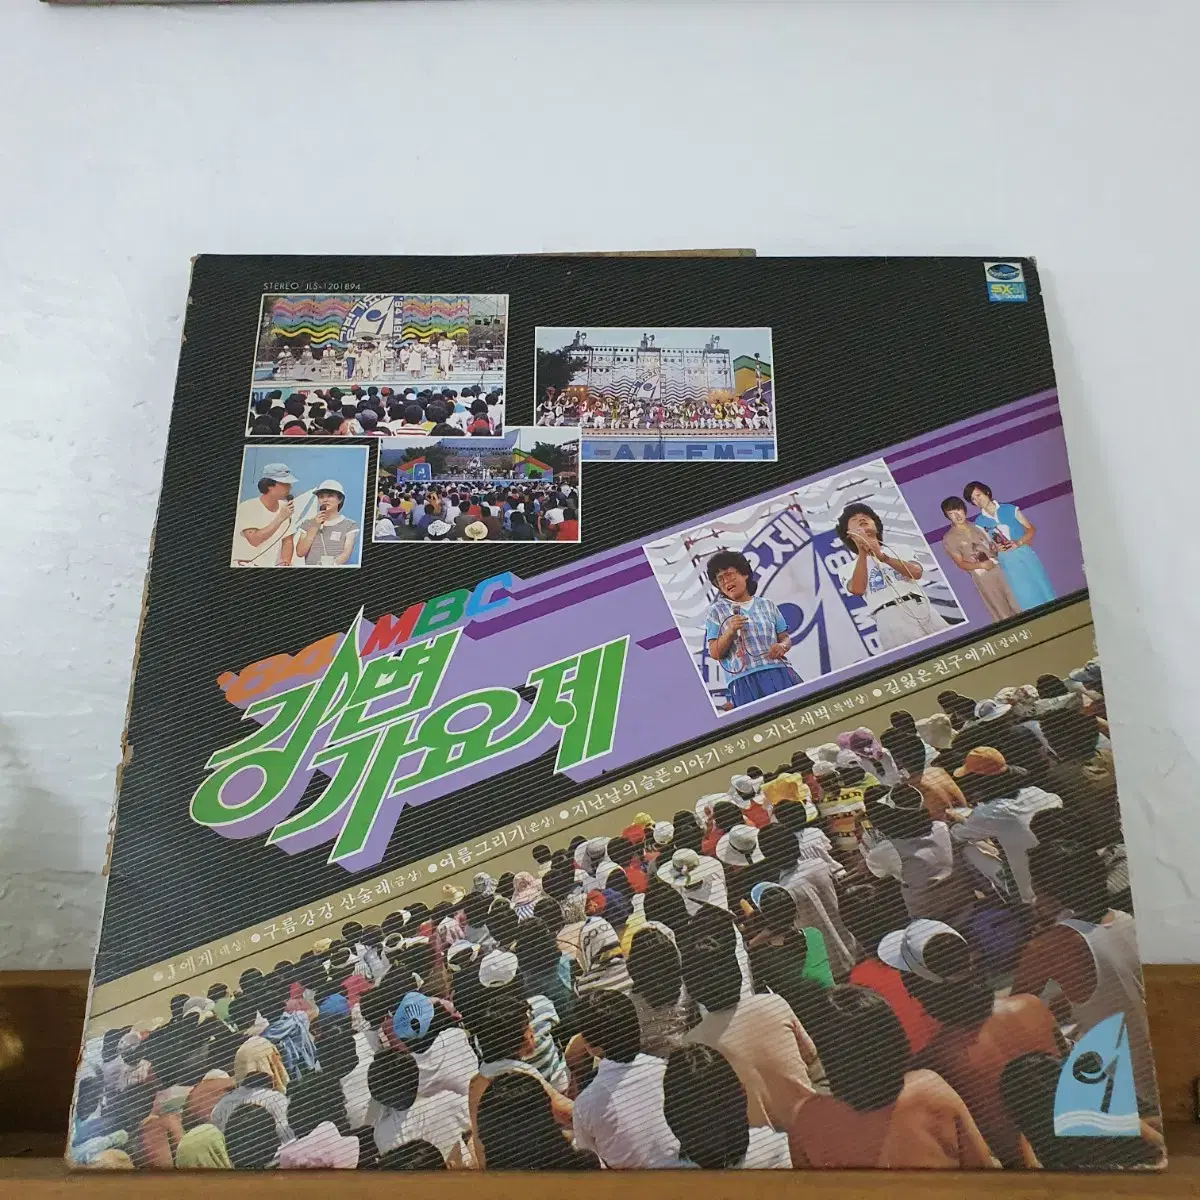 STEREO JLS-1201894
'84 MBC
강변
가요제
• J에게(대상) • 구름강강 산술래(금상) • 여름그리기(은상) • 지난날의 슬픈 이야기(동상) • 지난 새벽(특별상) • 길잃은 친구에게(장려상)
AM-FM-T